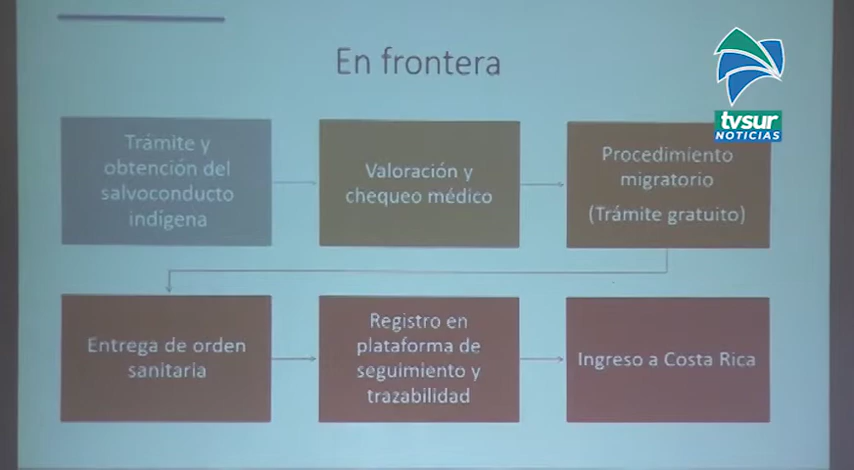 En frontera
tvsur
NOTICIAS
Trámite y
obtención del
salvoconducto
indígena
Valoración y
chequeo médico
Procedimiento
migratorio
(Trámite gratuito)
Entrega de orden
sanitaria
Registro en
plataforma de
seguimiento y
trazabilidad
Ingreso a Costa Rica